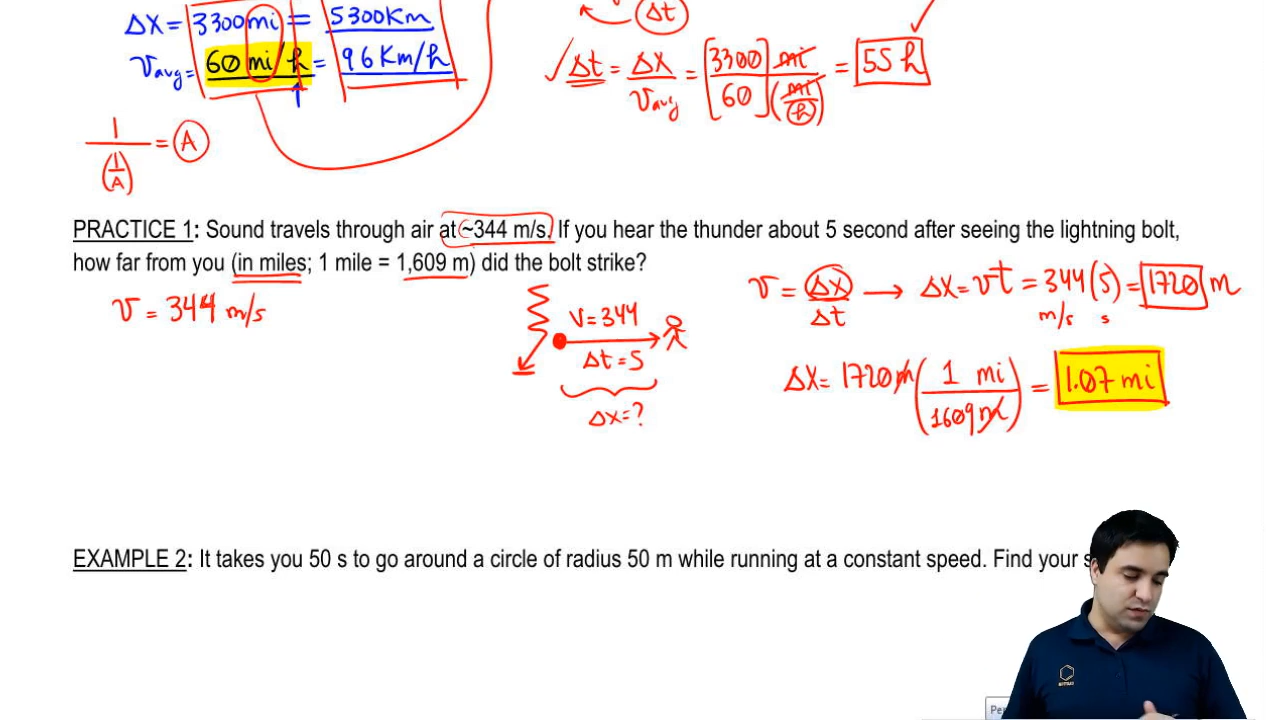 Δx = 3300 mi = 5300 Km
v avg = 60 mi/h = 96 Km/h
Δt
Δt = Δx / v avg = [3300 / 60] mi / (mi/h) = 55 h
1 / (1/A) = A
PRACTICE 1: Sound travels through air at ~344 m/s. If you hear the thunder about 5 second after seeing the lightning bolt,
how far from you (in miles; 1 mile = 1,609 m) did the bolt strike?
v = 344 m/s
V = 344
Δt = 5
Δx = ?
v = Δx / Δt → Δx = vt = 344 (5) = 1720 m
m/s s
Δx = 1720 m (1 mi / 1609 m) = 1.07 mi
EXAMPLE 2: It takes you 50 s to go around a circle of radius 50 m while running at a constant speed. Find your s
Pe